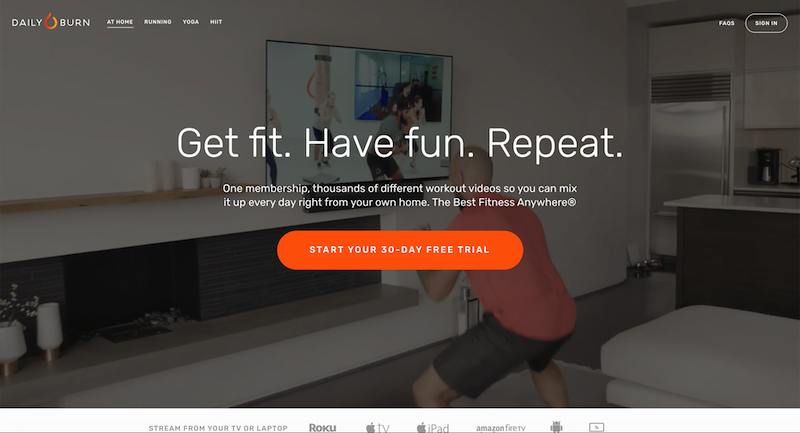 DAILY BURN
AT HOME
RUNNING
YOGA
HIIT
FAQS
SIGN IN
Get fit. Have fun. Repeat.
One membership, thousands of different workout videos so you can mix
it up every day right from your own home. The Best Fitness Anywhere®
START YOUR 30-DAY FREE TRIAL
STREAM FROM YOUR TV OR LAPTOP
Roku
tv
iPad
amazon fireTV